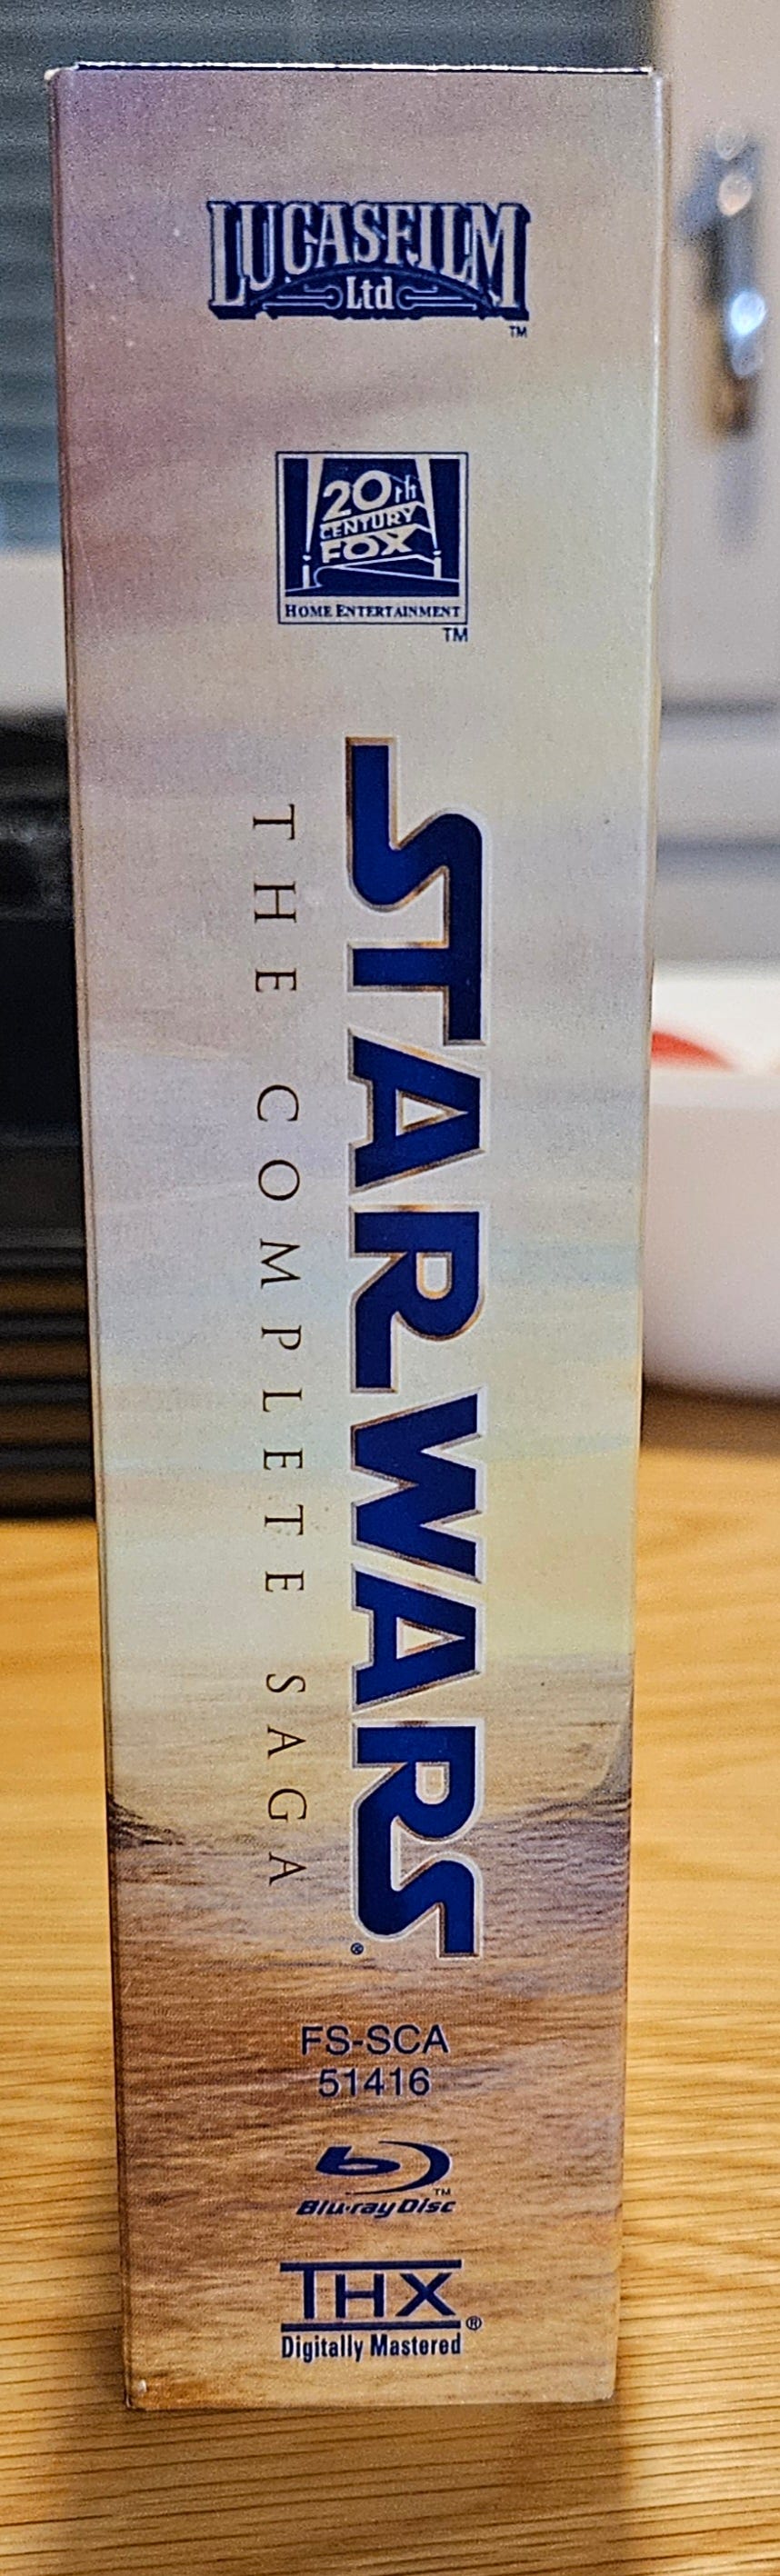 LUCASFILM
Ltd
TM
20th
CENTURY
FOX
HOME ENTERTAINMENT
TM
STAR WARS®
THE COMPLETE SAGA
FS-SCA
51416
Blu-ray Disc
TM
THX®
Digitally Mastered